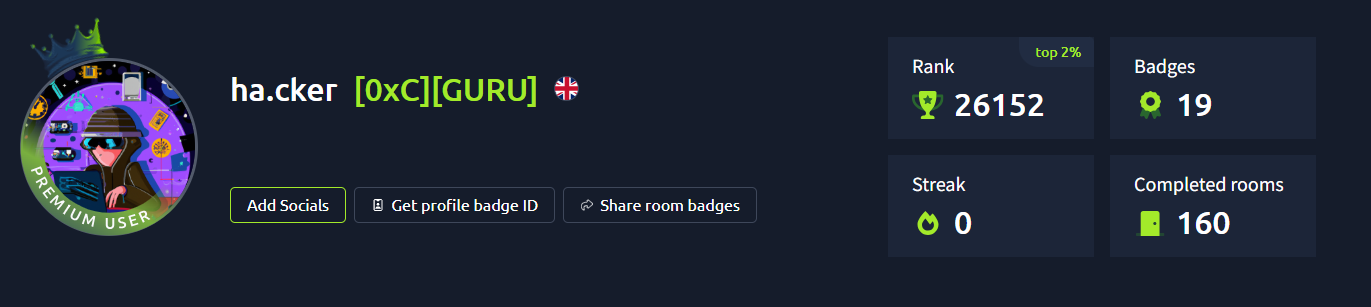 ha.cker [0xC][GURU]
PREMIUM USER
Add Socials
Get profile badge ID
Share room badges
Rank
top 2%
26152
Badges
19
Streak
0
Completed rooms
160